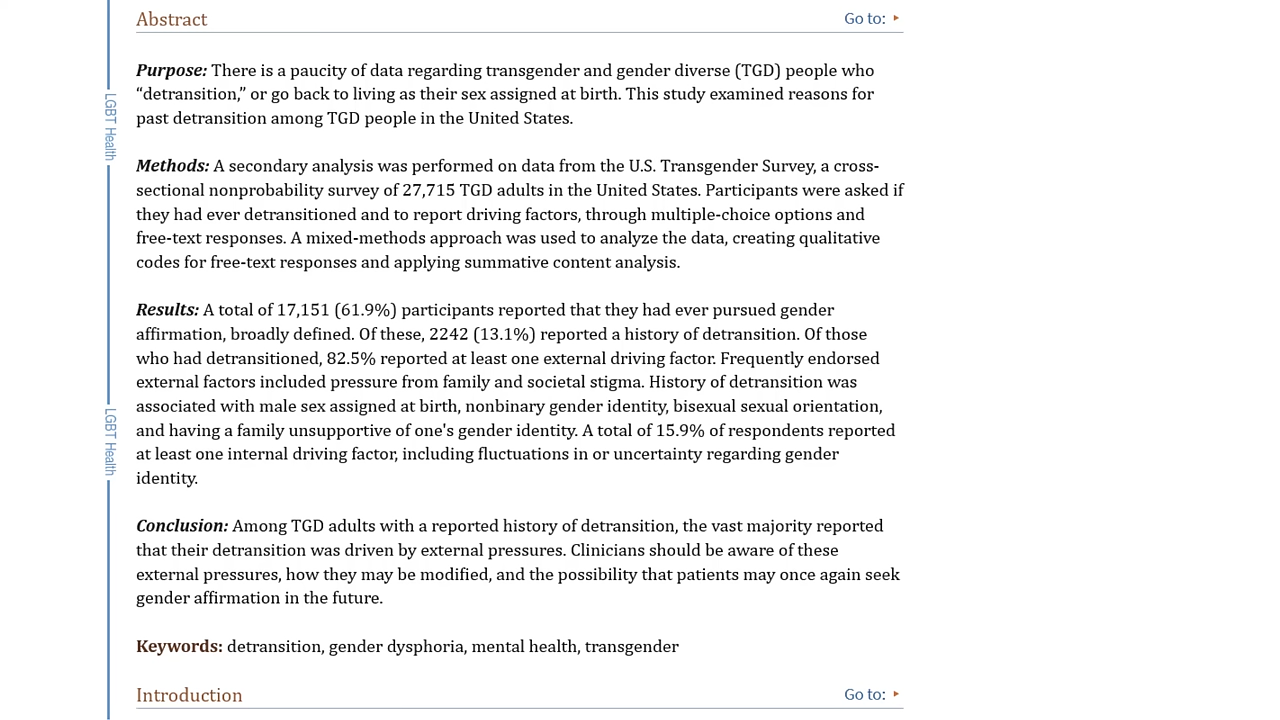 Abstract
Go to: ▸
LGBT Health
Purpose: There is a paucity of data regarding transgender and gender diverse (TGD) people who
“detransition,” or go back to living as their sex assigned at birth. This study examined reasons for
past detransition among TGD people in the United States.
Methods: A secondary analysis was performed on data from the U.S. Transgender Survey, a cross-
sectional nonprobability survey of 27,715 TGD adults in the United States. Participants were asked if
they had ever detransitioned and to report driving factors, through multiple-choice options and
free-text responses. A mixed-methods approach was used to analyze the data, creating qualitative
codes for free-text responses and applying summative content analysis.
Results: A total of 17,151 (61.9%) participants reported that they had ever pursued gender
affirmation, broadly defined. Of these, 2242 (13.1%) reported a history of detransition. Of those
who had detransitioned, 82.5% reported at least one external driving factor. Frequently endorsed
external factors included pressure from family and societal stigma. History of detransition was
associated with male sex assigned at birth, nonbinary gender identity, bisexual sexual orientation,
LGBT Health
and having a family unsupportive of one's gender identity. A total of 15.9% of respondents reported
at least one internal driving factor, including fluctuations in or uncertainty regarding gender
identity.
Conclusion: Among TGD adults with a reported history of detransition, the vast majority reported
that their detransition was driven by external pressures. Clinicians should be aware of these
external pressures, how they may be modified, and the possibility that patients may once again seek
gender affirmation in the future.
Keywords: detransition, gender dysphoria, mental health, transgender
Introduction
Go to: ▸